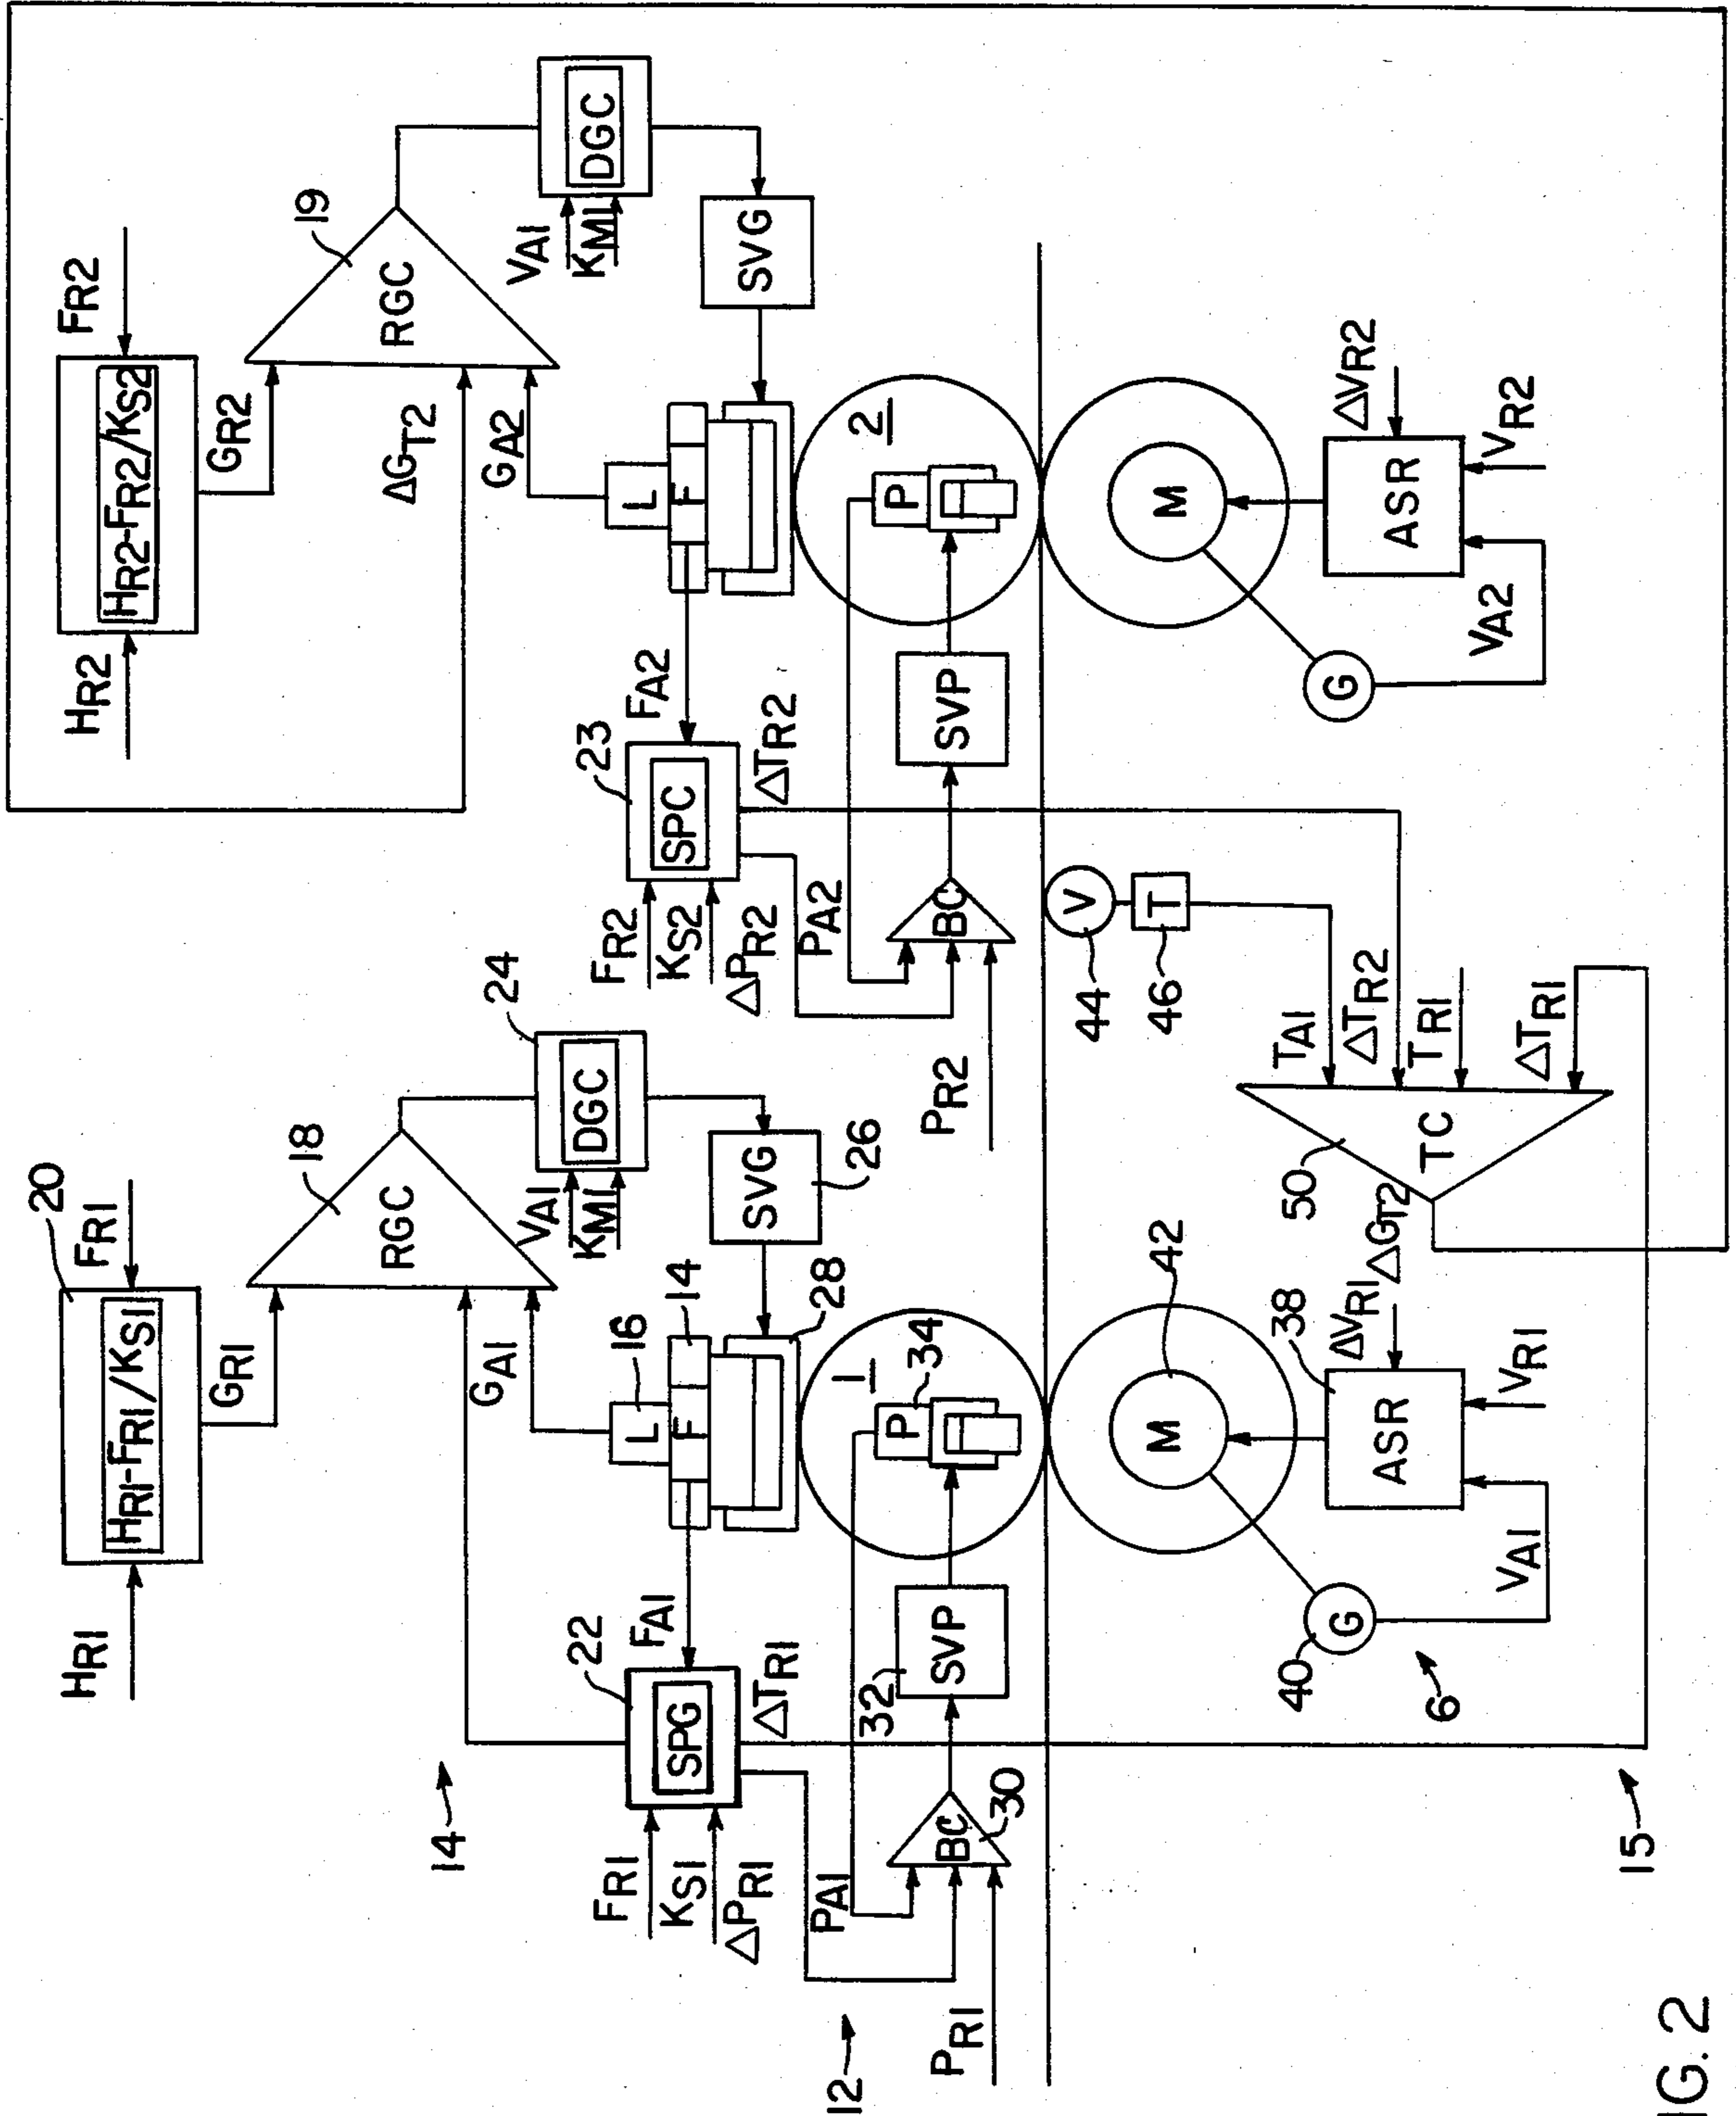 HR1
FR1
20
HR1-FR1/KS1
GR1
18
RGC
GA1
VA1
KM1
24
DGC
SVG
26
28
14
16
L
F
14
FA1
22
SPG
FR1
KS1
ΔPR1
ΔTR1
PA1
BC
30
32
SVP
P
34
1
12
PR1
M
42
G
40
6
VA1
ASR
38
ΔVR1
VR1
15
HR2
FR2
HR2-FR2/KS2
GR2
19
RGC
ΔGT2
GA2
VA1
KM1
DGC
SVG
L
F
FA2
23
SPC
FR2
KS2
ΔPR2
ΔTR2
PA2
BC
SVP
P
2
PR2
V
44
T
46
TA1
ΔTR2
TR1
ΔTR1
TC
50
ΔGT2
M
G
VA2
ASR
ΔVR2
VR2
IG. 2